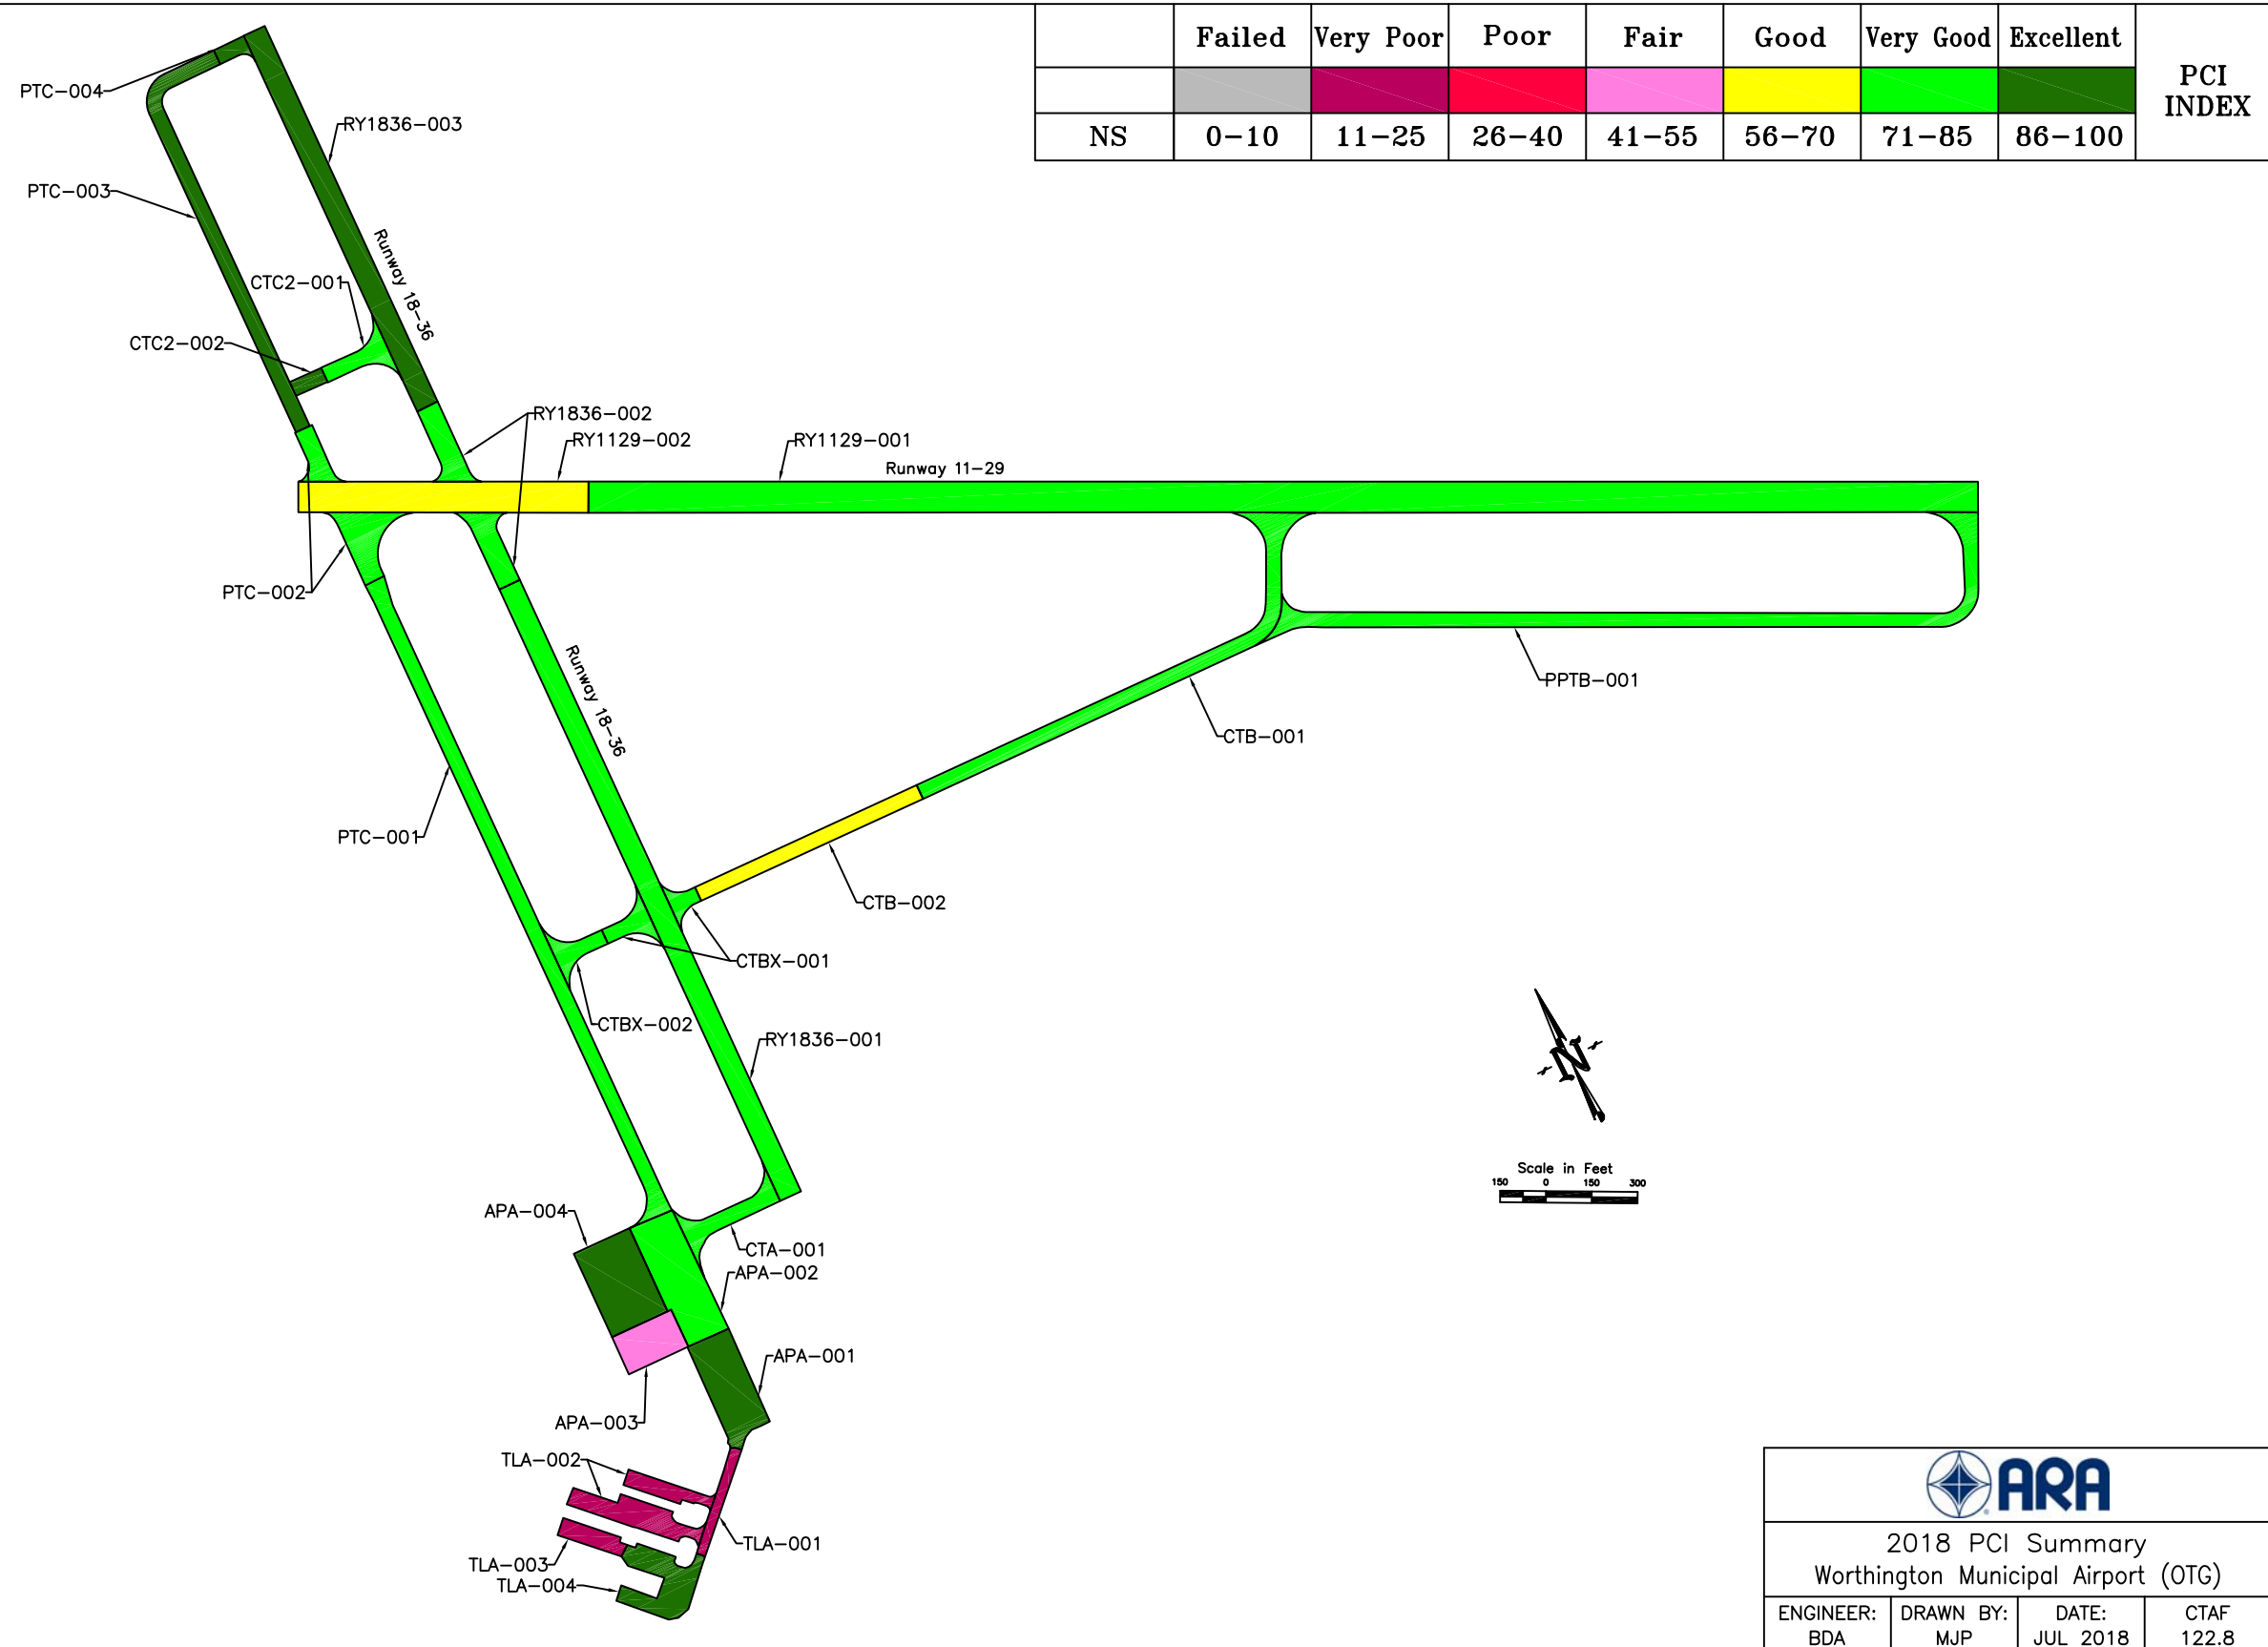 Failed Very Poor Poor Fair Good Very Good Excellent
PCI
INDEX
NS 0-10 11-25 26-40 41-55 56-70 71-85 86-100
PTC-004
RY1836-003
PTC-003
Runway 18-36
CTC2-001
CTC2-002
RY1836-002
RY1129-002
RY1129-001
Runway 11-29
PTC-002
Runway 18-36
PPTB-001
CTB-001
PTC-001
CTB-002
CTBX-001
CTBX-002
RY1836-001
N
Scale in Feet
150 0 150 300
APA-004
CTA-001
APA-002
APA-001
APA-003
TLA-002
TLA-001
TLA-003
TLA-004
ARA
2018 PCI Summary
Worthington Municipal Airport (OTG)
ENGINEER: DRAWN BY: DATE: CTAF
BDA MJP JUL 2018 122.8